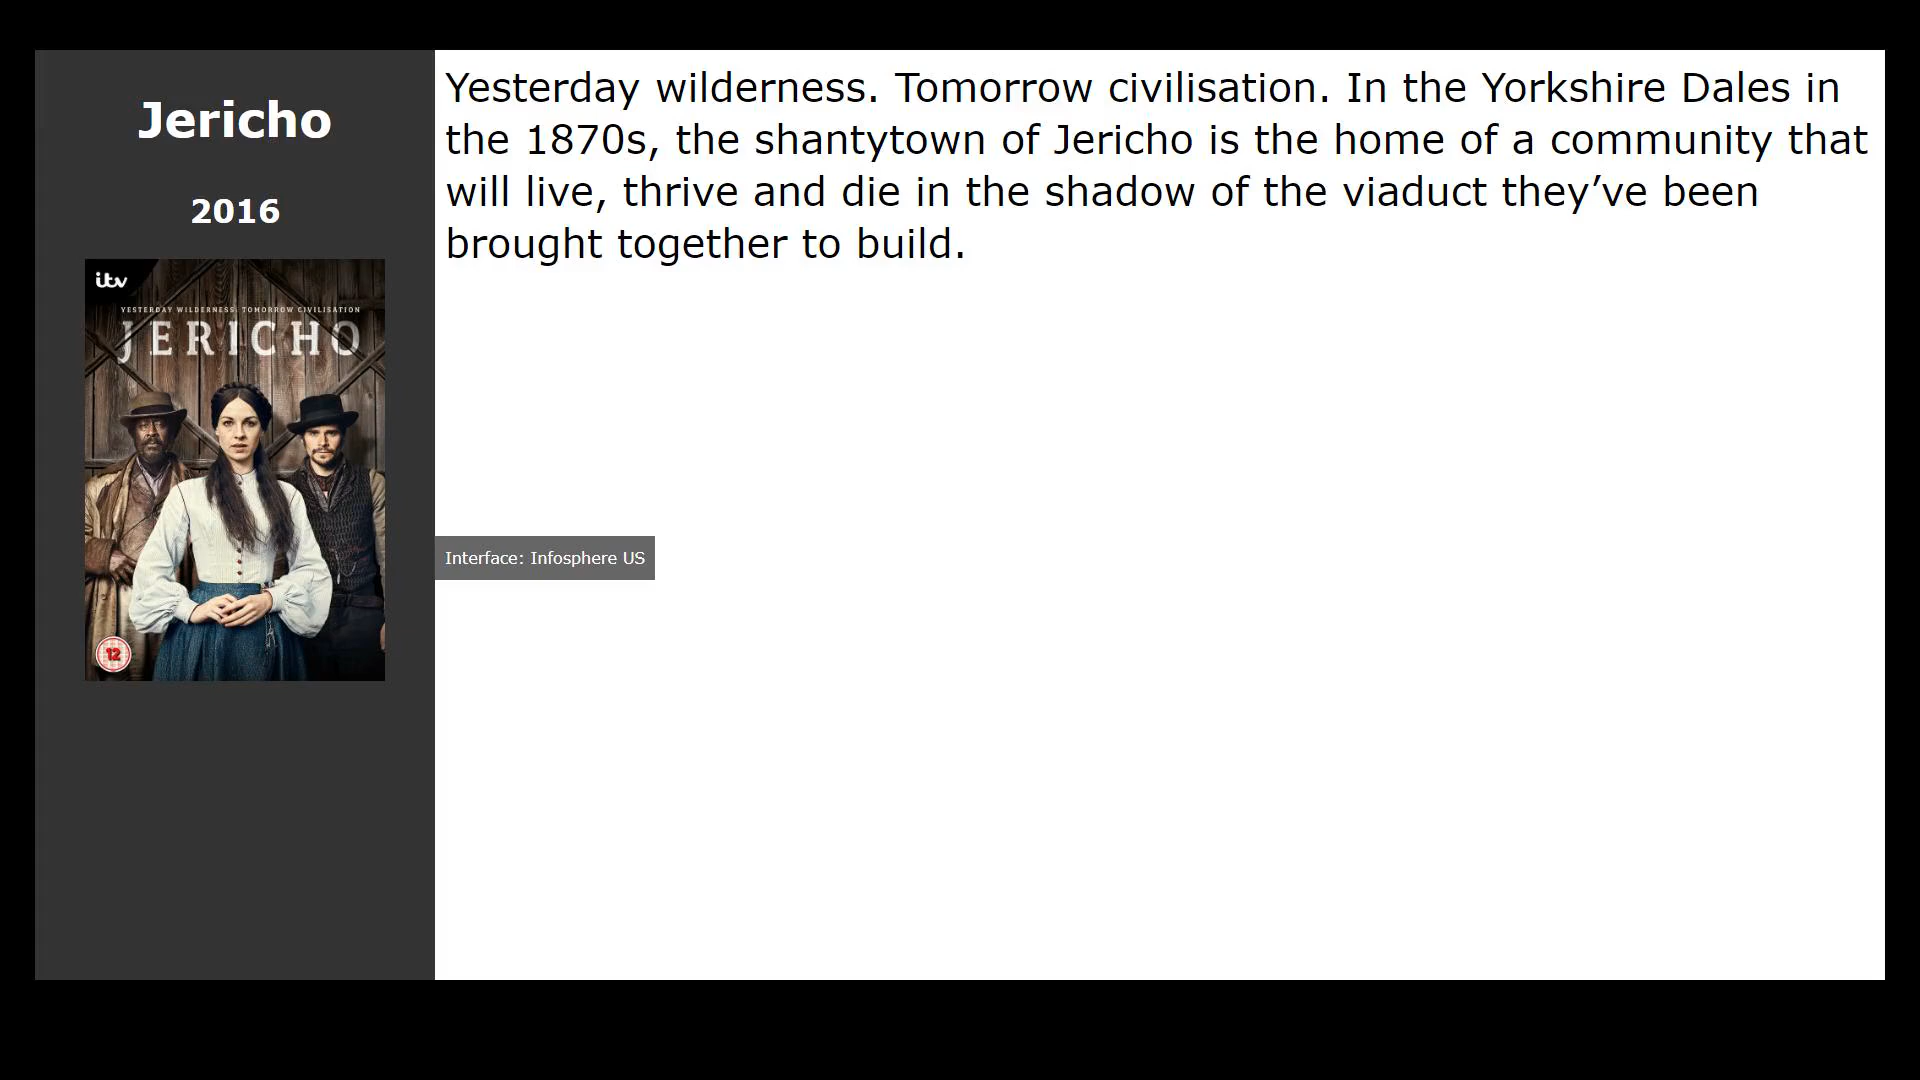 Jericho
2016
itv
YESTERDAY WILDERNESS. TOMORROW CIVILISATION
JERICHO
12
Yesterday wilderness. Tomorrow civilisation. In the Yorkshire Dales in
the 1870s, the shantytown of Jericho is the home of a community that
will live, thrive and die in the shadow of the viaduct they’ve been
brought together to build.
Interface: Infosphere US